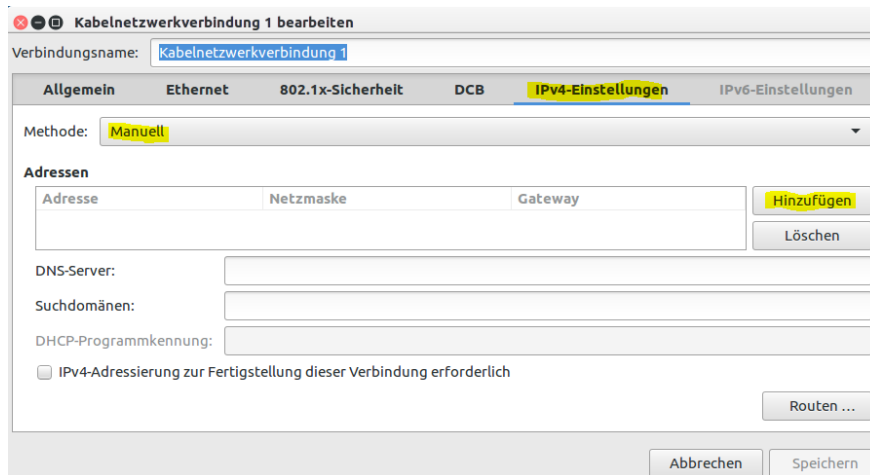 Kabelnetzwerkverbindung 1 bearbeiten
Verbindungsname: Kabelnetzwerkverbindung 1
Allgemein Ethernet 802.1x-Sicherheit DCB IPv4-Einstellungen IPv6-Einstellungen
Methode: Manuell
Adressen
Adresse Netzmaske Gateway
Hinzufügen
Löschen
DNS-Server:
Suchdomänen:
DHCP-Programmkennung:
IPv4-Adressierung zur Fertigstellung dieser Verbindung erforderlich
Routen ...
Abbrechen Speichern